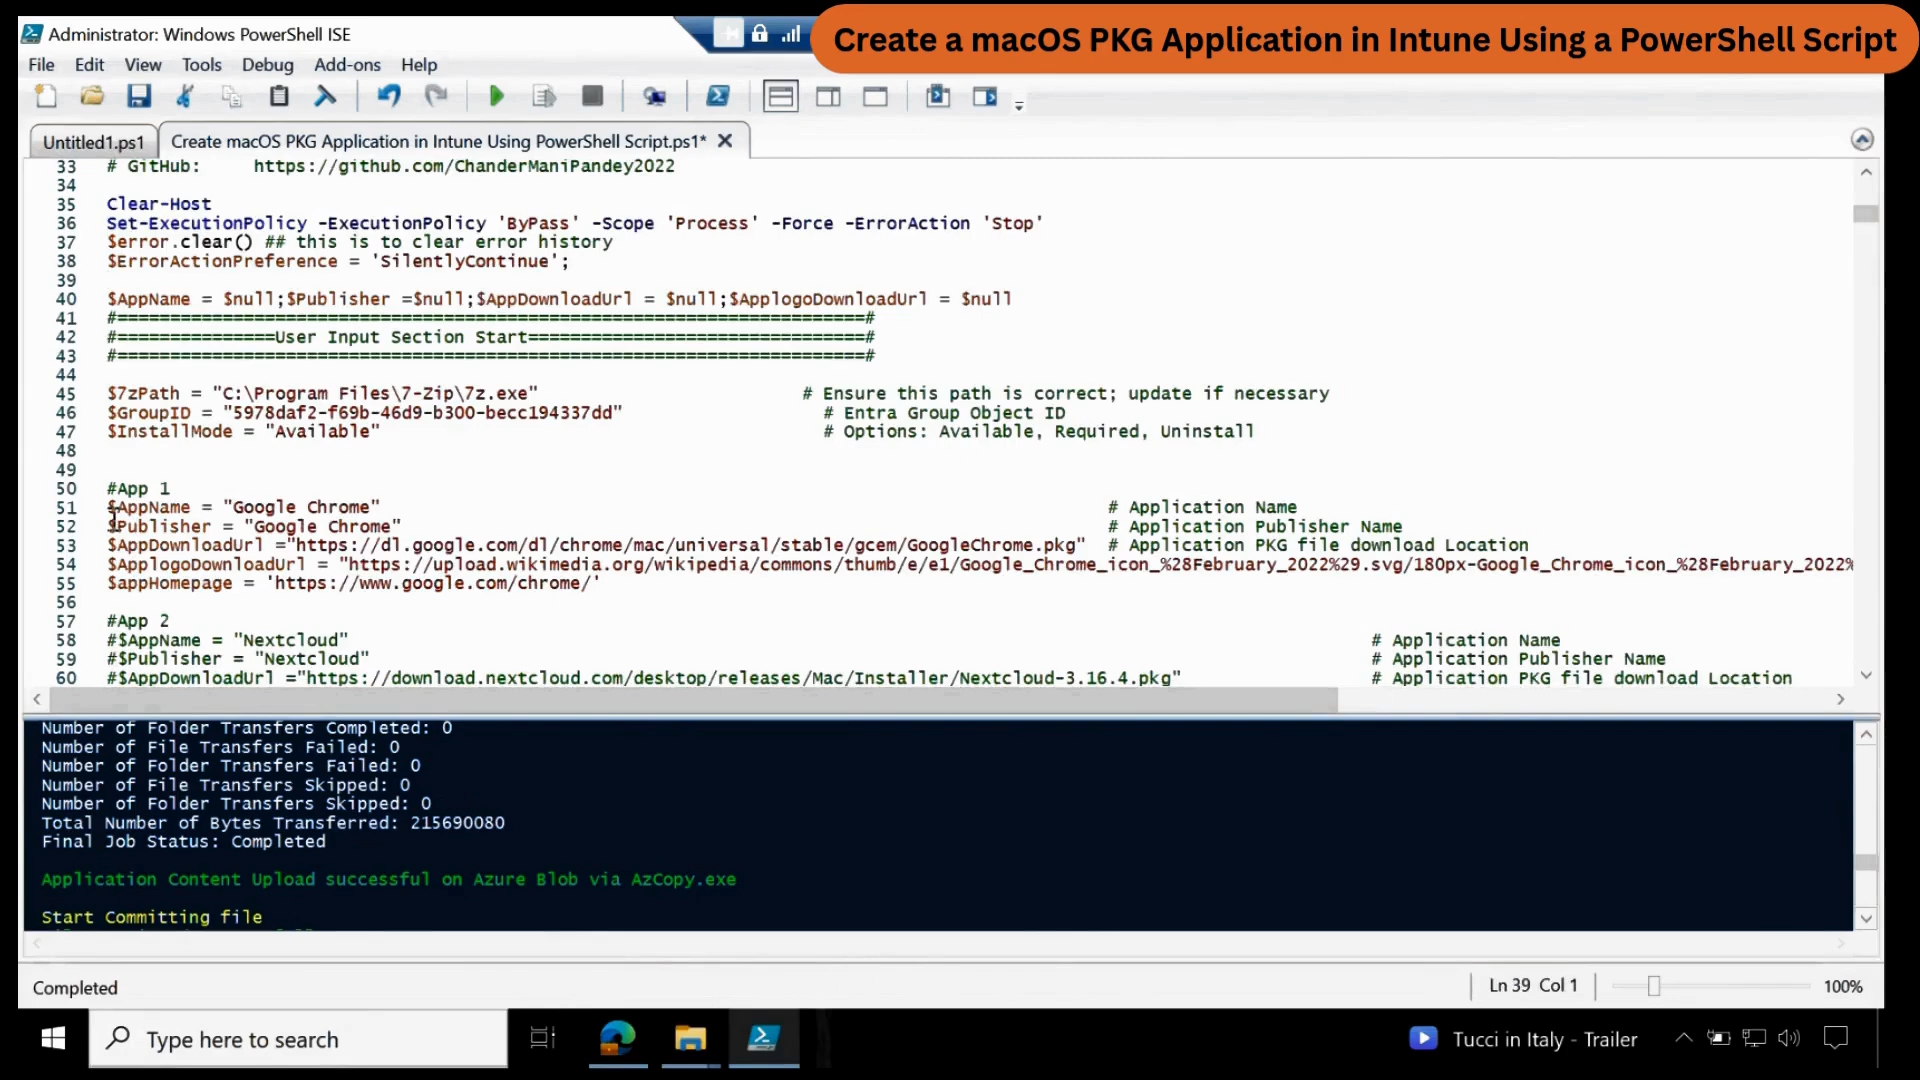 Administrator: Windows PowerShell ISE
Create a macOS PKG Application in Intune Using a PowerShell Script
File Edit View Tools Debug Add-ons Help
Untitled1.ps1 Create macOS PKG Application in Intune Using PowerShell Script.ps1* X
33 # GitHub: https://github.com/ChanderManiPandey2022
34
35 Clear-Host
36 Set-ExecutionPolicy -ExecutionPolicy 'ByPass' -Scope 'Process' -Force -ErrorAction 'Stop'
37 $error.clear() ## this is to clear error history
38 $ErrorActionPreference = 'SilentlyContinue';
39
40 $AppName = $null;$Publisher =$null;$AppDownloadUrl = $null;$ApplogoDownloadUrl = $null
41 #=======================================================================#
42 #===============User Input Section Start================================#
43 #=======================================================================#
44
45 $7zPath = "C:\Program Files\7-Zip\7z.exe" # Ensure this path is correct; update if necessary
46 $GroupID = "5978daf2-f69b-46d9-b300-becc194337dd" # Entra Group Object ID
47 $InstallMode = "Available" # Options: Available, Required, Uninstall
48
49
50 #App 1
51 $AppName = "Google Chrome" # Application Name
52 $Publisher = "Google Chrome" # Application Publisher Name
53 $AppDownloadUrl ="https://dl.google.com/dl/chrome/mac/universal/stable/gcem/GoogleChrome.pkg" # Application PKG file download Location
54 $ApplogoDownloadUrl = "https://upload.wikimedia.org/wikipedia/commons/thumb/e/e1/Google_Chrome_icon_%28February_2022%29.svg/180px-Google_Chrome_icon_%28February_2022%
55 $appHomepage = 'https://www.google.com/chrome/'
56
57 #App 2
58 #$AppName = "Nextcloud" # Application Name
59 #$Publisher = "Nextcloud" # Application Publisher Name
60 #$AppDownloadUrl ="https://download.nextcloud.com/desktop/releases/Mac/Installer/Nextcloud-3.16.4.pkg" # Application PKG file download Location
Number of Folder Transfers Completed: 0
Number of File Transfers Failed: 0
Number of Folder Transfers Failed: 0
Number of File Transfers Skipped: 0
Number of Folder Transfers Skipped: 0
Total Number of Bytes Transferred: 215690080
Final Job Status: Completed
Application Content Upload successful on Azure Blob via AzCopy.exe
Start Committing file
Completed Ln 39 Col 1 100%
Type here to search Tucci in Italy - Trailer